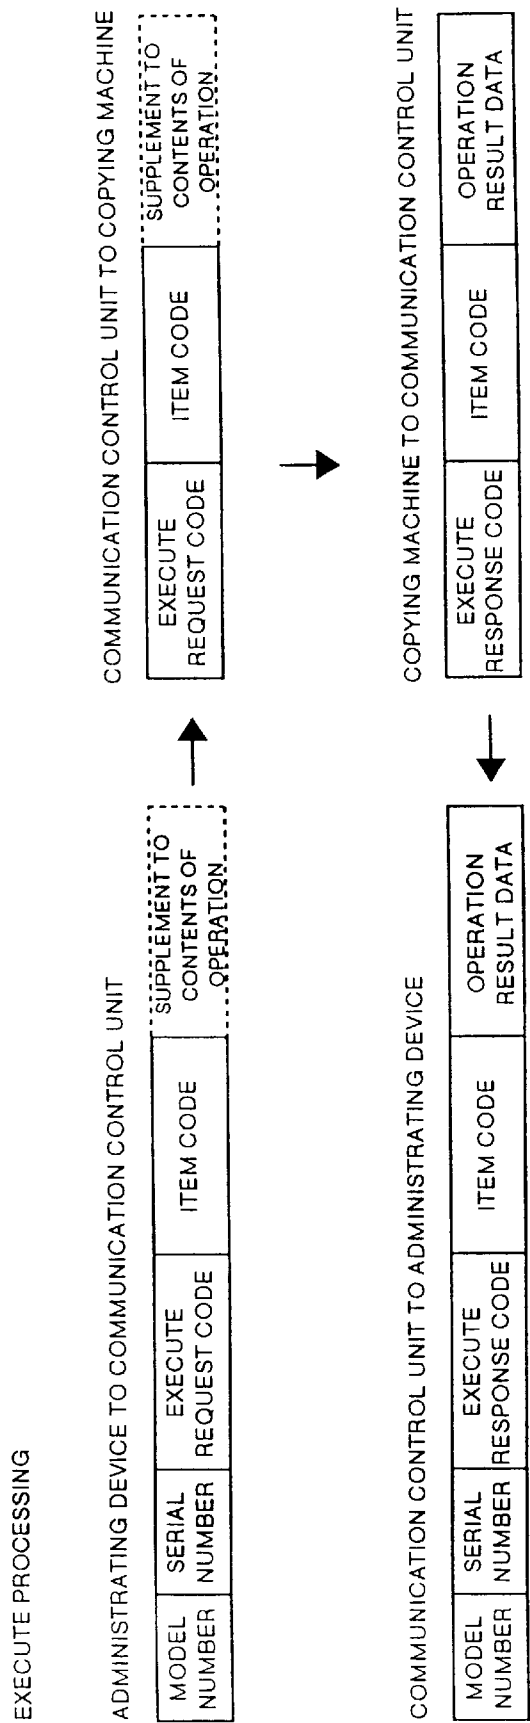 EXECUTE PROCESSING
ADMINISTRATING DEVICE TO COMMUNICATION CONTROL UNIT
MODEL
NUMBER
SERIAL
NUMBER
EXECUTE
REQUEST CODE
ITEM CODE
SUPPLEMENT TO
CONTENTS OF
OPERATION
COMMUNICATION CONTROL UNIT TO COPYING MACHINE
EXECUTE
REQUEST CODE
ITEM CODE
SUPPLEMENT TO
CONTENTS OF
OPERATION
COPYING MACHINE TO COMMUNICATION CONTROL UNIT
EXECUTE
RESPONSE CODE
ITEM CODE
OPERATION
RESULT DATA
COMMUNICATION CONTROL UNIT TO ADMINISTRATING DEVICE
MODEL
NUMBER
SERIAL
NUMBER
EXECUTE
RESPONSE CODE
ITEM CODE
OPERATION
RESULT DATA